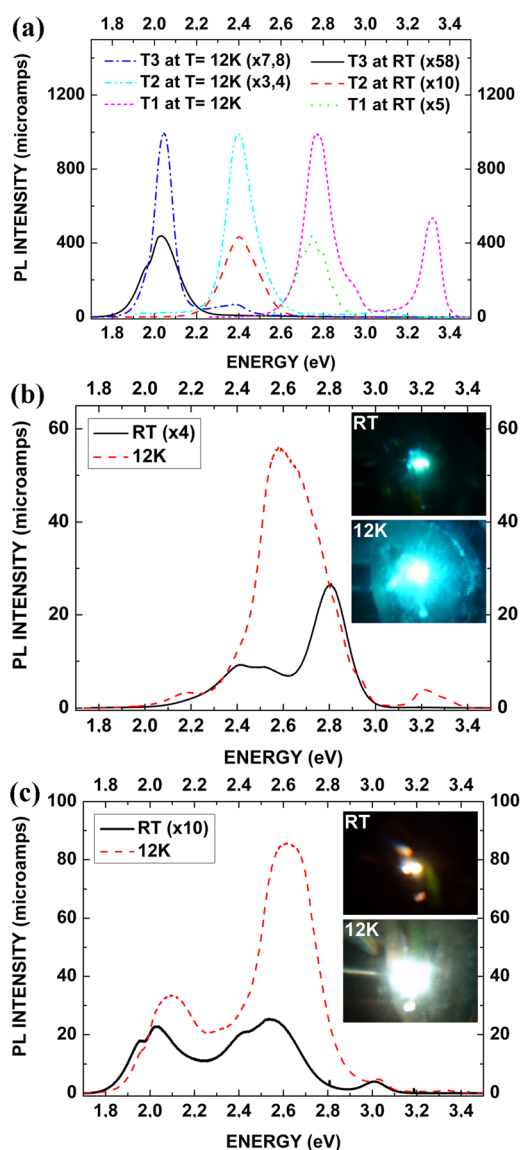 (a)
1.8 2.0 2.2 2.4 2.6 2.8 3.0 3.2 3.4
T3 at T= 12K (x7,8) T3 at RT (x58)
T2 at T= 12K (x3,4) T2 at RT (x10)
T1 at T= 12K T1 at RT (x5)
1200 1200
800 800
400 400
0 0
PL INTENSITY (microamps)
1.8 2.0 2.2 2.4 2.6 2.8 3.0 3.2 3.4
ENERGY (eV)
(b)
1.8 2.0 2.2 2.4 2.6 2.8 3.0 3.2 3.4
RT (x4)
12K
RT
12K
60 60
40 40
20 20
0 0
PL INTENSITY (microamps)
1.8 2.0 2.2 2.4 2.6 2.8 3.0 3.2 3.4
ENERGY (eV)
(c)
1.8 2.0 2.2 2.4 2.6 2.8 3.0 3.2 3.4
RT (x10)
12K
RT
12K
100 100
80 80
60 60
40 40
20 20
0 0
PL INTENSITY (microamps)
1.8 2.0 2.2 2.4 2.6 2.8 3.0 3.2 3.4
ENERGY (eV)